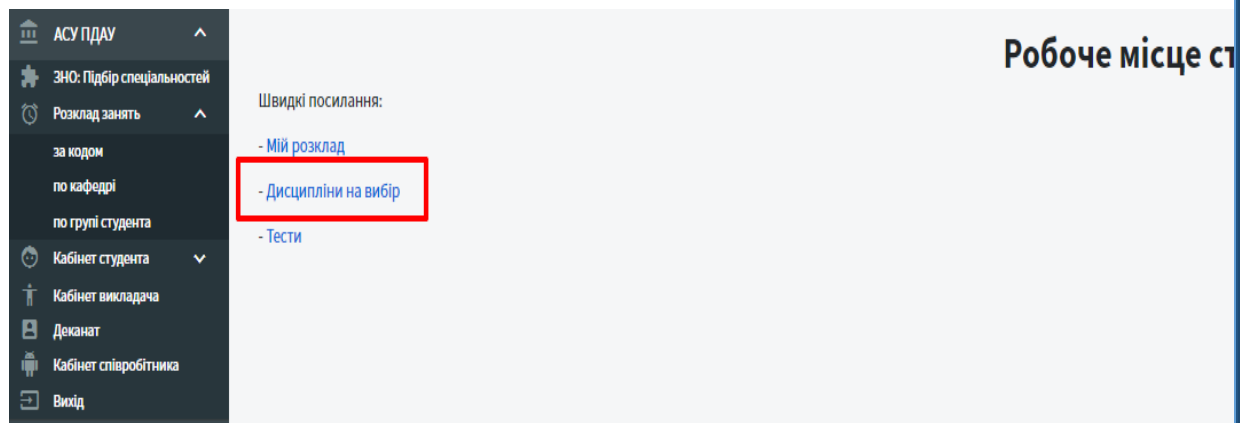 АСУ ПДАУ
ЗНО: Підбір спеціальностей
Розклад занять
за кодом
по кафедрі
по групі студента
Кабінет студента
Кабінет викладача
Деканат
Кабінет співробітника
Вихід
Робоче місце ст
Швидкі посилання:
- Мій розклад
- Дисципліни на вибір
- Тести